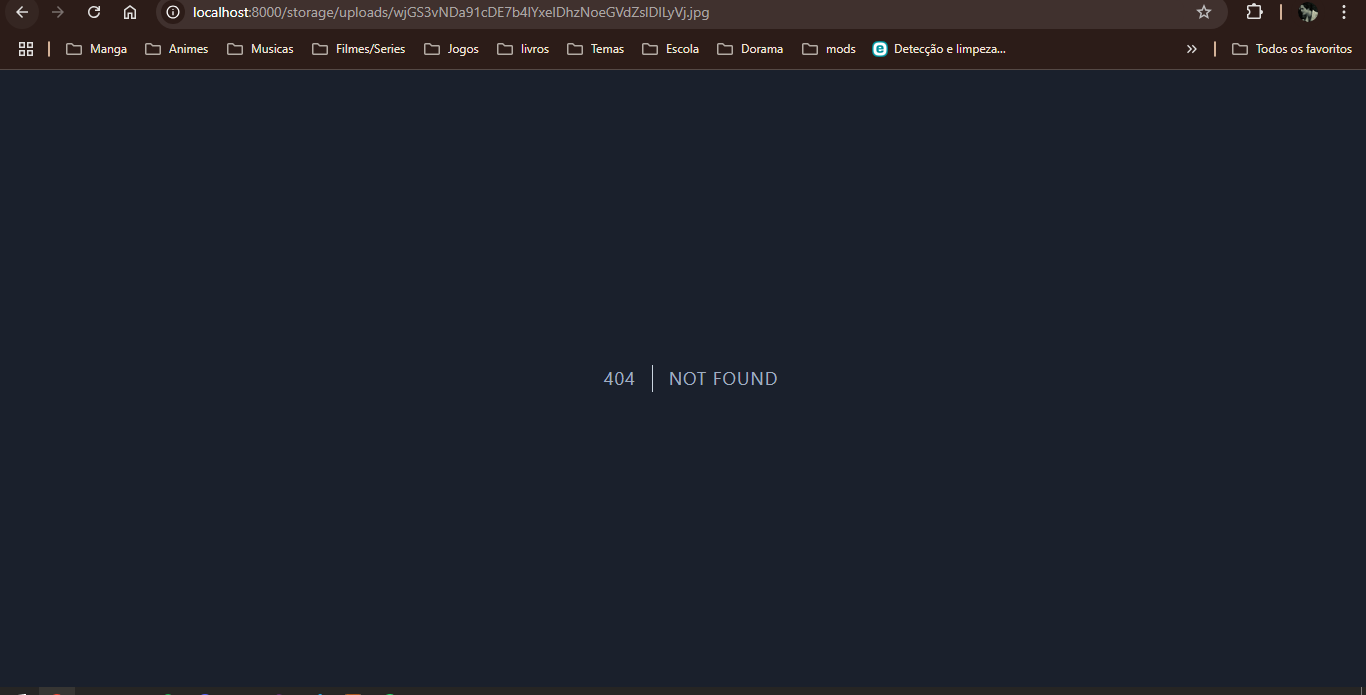 localhost:8000/storage/uploads/wjGS3vNDa91cDE7b4lYxelDhzNoeGVdZslDlLyVj.jpg
Manga Animes Musicas Filmes/Series Jogos livros Temas Escola Dorama mods e Detecção e limpeza... » Todos os favoritos
404 | NOT FOUND